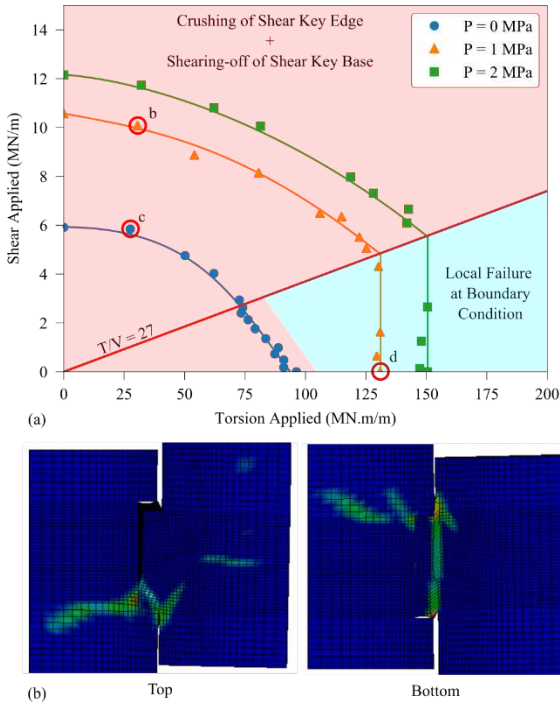 Crushing of Shear Key Edge
+
Shearing-off of Shear Key Base
P = 0 MPa
P = 1 MPa
P = 2 MPa
14
12
10
8
6
4
2
0
Shear Applied (MN/m)
b
c
d
T/V = 27
Local Failure
at Boundary
Condition
0
25
50
75
100
125
150
175
200
(a)
Torsion Applied (MN.m/m)
(b)
Top
Bottom